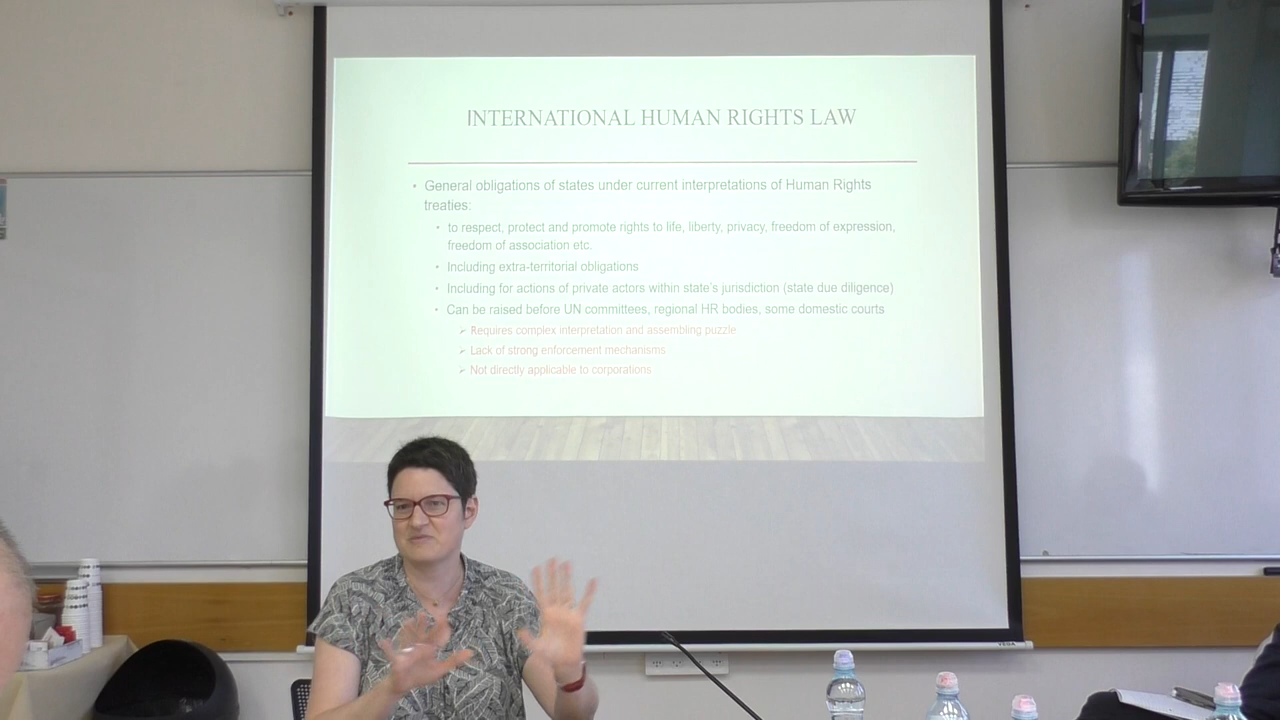 INTERNATIONAL HUMAN RIGHTS LAW
• General obligations of states under current interpretations of Human Rights
treaties:
• to respect, protect and promote rights to life, liberty, privacy, freedom of expression,
freedom of association etc.
• Including extra-territorial obligations
• Including for actions of private actors within state's jurisdiction (state due diligence)
• Can be raised before UN committees, regional HR bodies, some domestic courts
➢ Requires complex interpretation and assembling puzzle
➢ Lack of strong enforcement mechanisms
➢ Not directly applicable to corporations